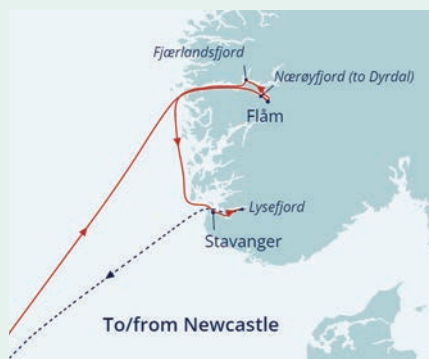 Fjærlandsfjord
Nærøyfjord (to Dyrdal)
Flåm
Lysefjord
Stavanger
To/from Newcastle